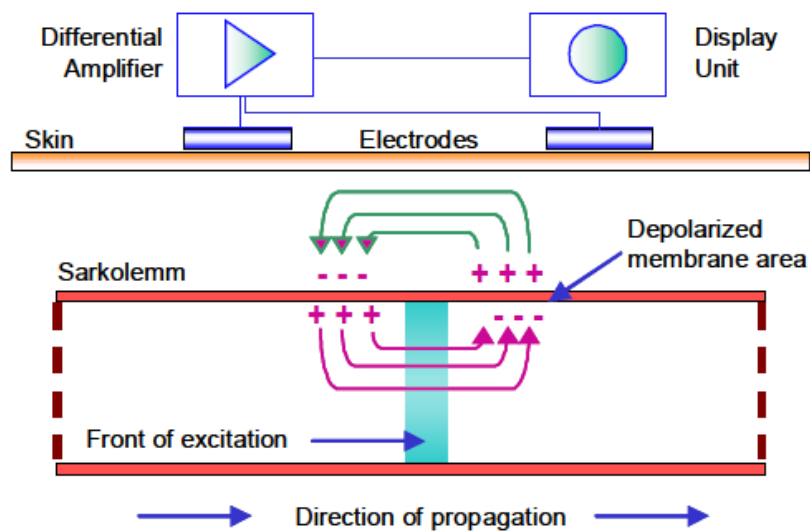 Differential
Amplifier
Display
Unit
Skin
Electrodes
Depolarized
membrane area
Sarkolemm
- - -
+ + +
+ + +
- - -
Front of excitation
Direction of propagation